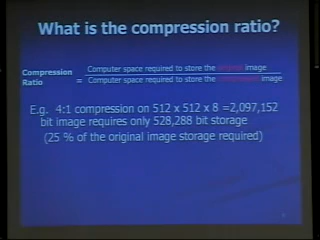 What is the compression ratio?
Compression Ratio = Computer space required to store the original image
Computer space required to store the compressed image
E.g. 4:1 compression on 512 x 512 x 8 =2,097,152
bit image requires only 528,288 bit storage
(25 % of the original image storage required)